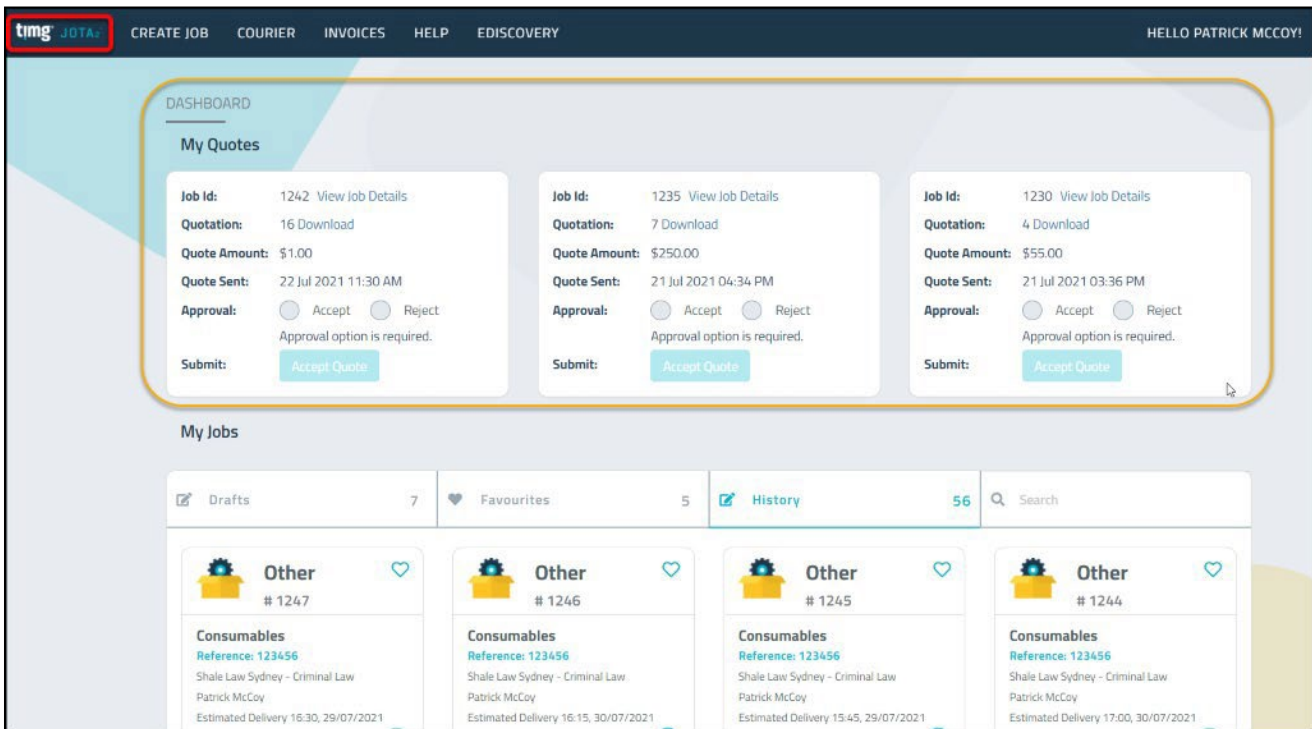 timg JOTA2 CREATE JOB COURIER INVOICES HELP EDISCOVERY HELLO PATRICK MCCOY!
DASHBOARD
My Quotes
Job Id: 1242 View Job Details
Quotation: 16 Download
Quote Amount: $1.00
Quote Sent: 22 Jul 2021 11:30 AM
Approval: Accept Reject
Approval option is required.
Submit: Accept Quote
Job Id: 1235 View Job Details
Quotation: 7 Download
Quote Amount: $250.00
Quote Sent: 21 Jul 2021 04:34 PM
Approval: Accept Reject
Approval option is required.
Submit: Accept Quote
Job Id: 1230 View Job Details
Quotation: 4 Download
Quote Amount: $55.00
Quote Sent: 21 Jul 2021 03:36 PM
Approval: Accept Reject
Approval option is required.
Submit: Accept Quote
My Jobs
Drafts 7 Favourites 5 History 56 Search
Other
# 1247
Consumables
Reference: 123456
Shale Law Sydney - Criminal Law
Patrick McCoy
Estimated Delivery 16:30, 29/07/2021
Other
# 1246
Consumables
Reference: 123456
Shale Law Sydney - Criminal Law
Patrick McCoy
Estimated Delivery 16:15, 30/07/2021
Other
# 1245
Consumables
Reference: 123456
Shale Law Sydney - Criminal Law
Patrick McCoy
Estimated Delivery 15:45, 29/07/2021
Other
# 1244
Consumables
Reference: 123456
Shale Law Sydney - Criminal Law
Patrick McCoy
Estimated Delivery 17:00, 30/07/2021